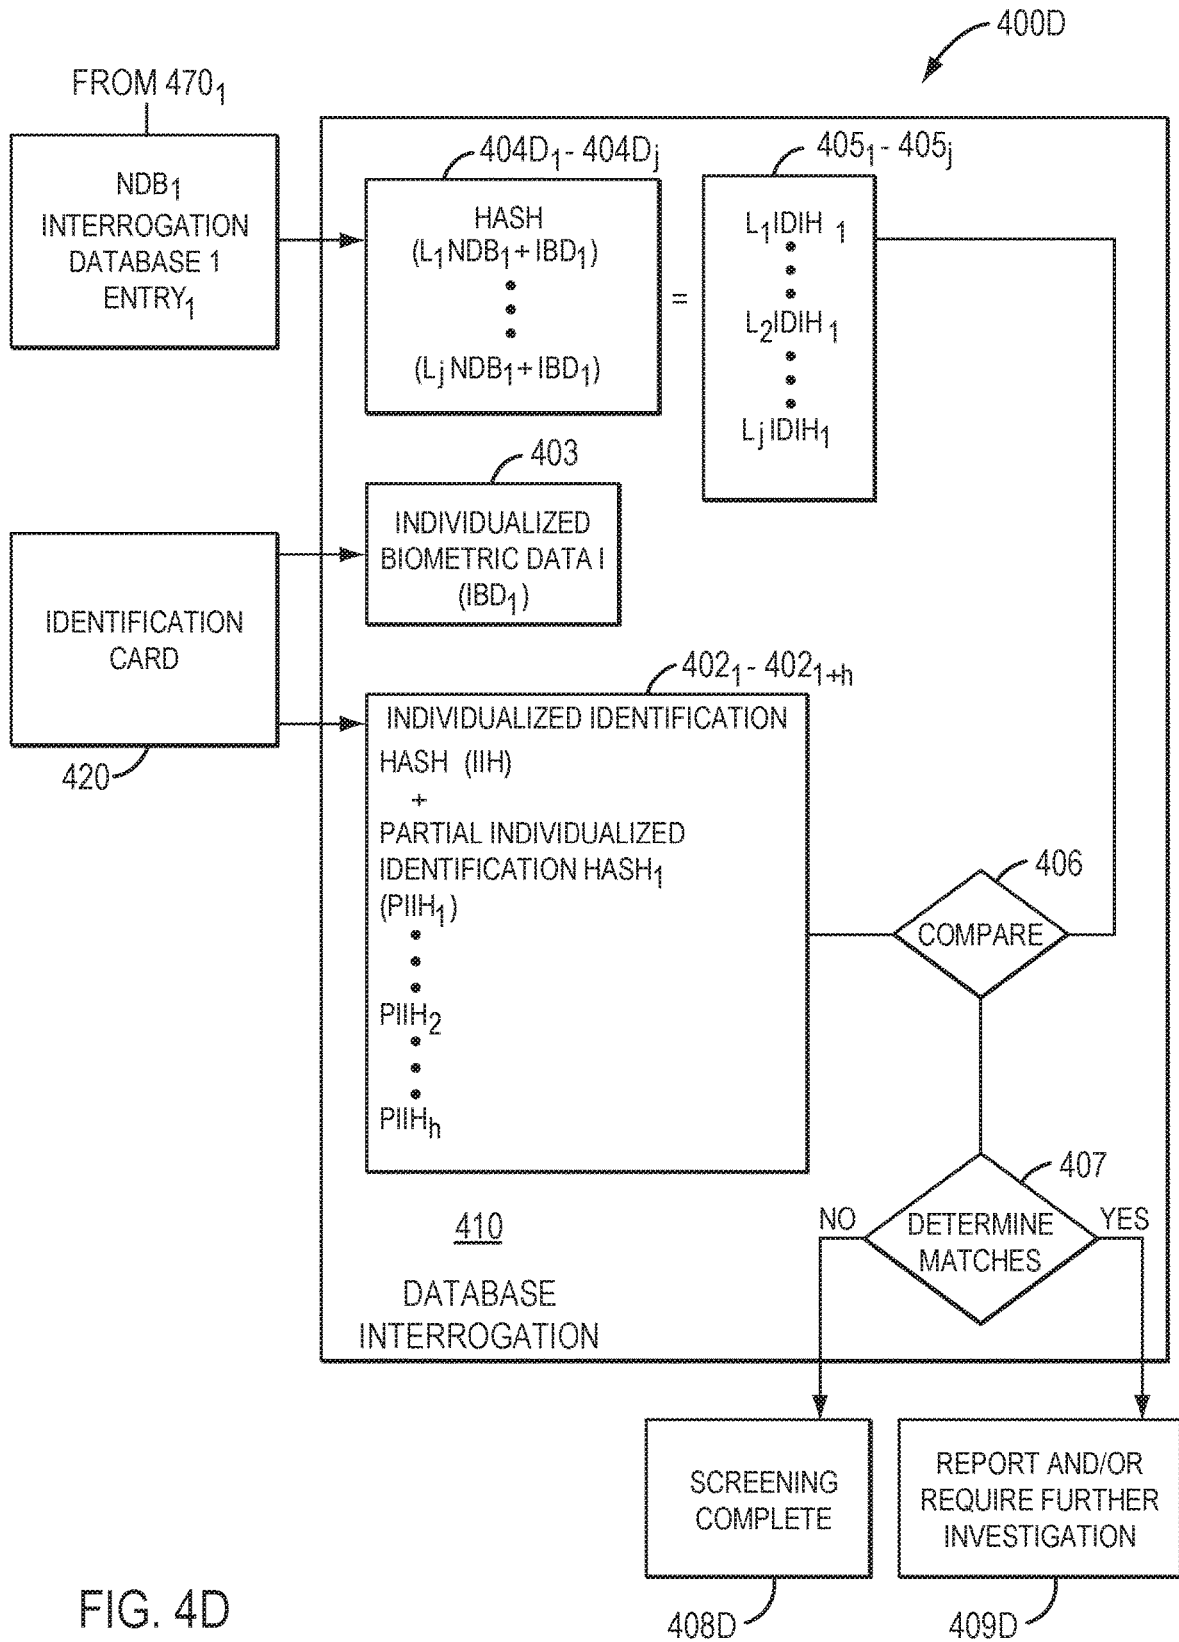 400D
FROM 470₁
NDB₁
INTERROGATION
DATABASE 1
ENTRY₁
404D₁ - 404Dⱼ
HASH
(L₁NDB₁ + IBD₁)
(Lⱼ NDB₁ + IBD₁)
=
405₁ - 405ⱼ
L₁IDIH ₁
L₂IDIH ₁
Lⱼ IDIH₁
403
INDIVIDUALIZED
BIOMETRIC DATA I
(IBD₁)
IDENTIFICATION
CARD
420
402₁ - 402₁₊ₕ
INDIVIDUALIZED IDENTIFICATION
HASH (IIH)
+
PARTIAL INDIVIDUALIZED
IDENTIFICATION HASH₁
(PIIH₁)
PIIH₂
PIIHₕ
406
COMPARE
407
DETERMINE
MATCHES
NO
YES
410
DATABASE
INTERROGATION
SCREENING
COMPLETE
408D
REPORT AND/OR
REQUIRE FURTHER
INVESTIGATION
409D
FIG. 4D